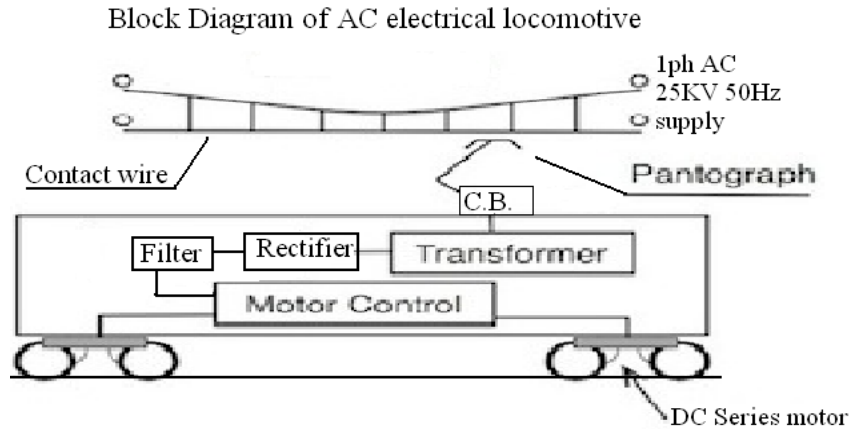 Block Diagram of AC electrical locomotive
1ph AC
25KV 50Hz
supply
Contact wire
Pantograph
C.B.
Filter
Rectifier
Transformer
Motor Control
DC Series motor